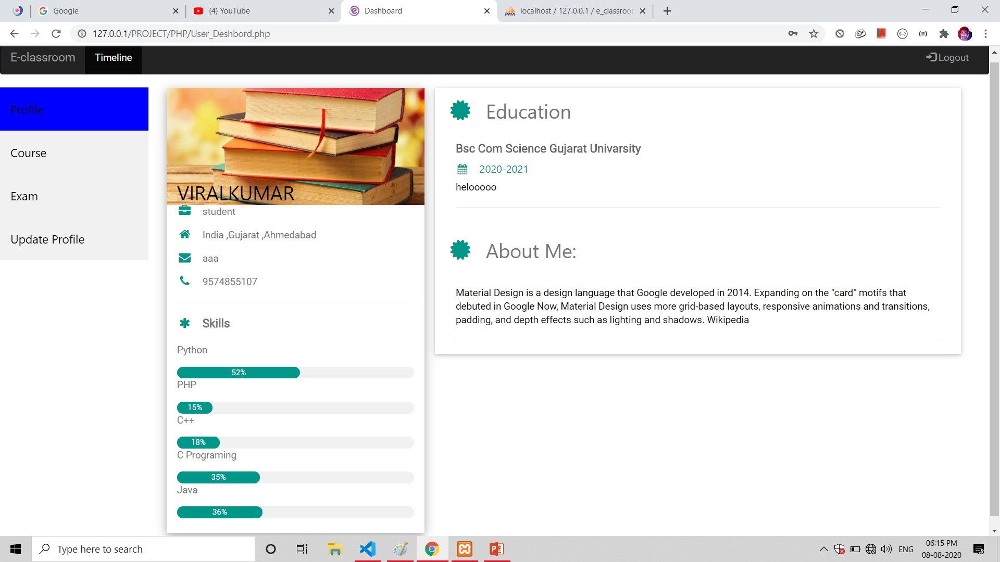 Google
(4) YouTube
Dashboard
localhost / 127.0.0.1 / e_classroom
127.0.0.1/PROJECT/PHP/User_Deshbord.php
E-classroom
Timeline
Logout
Profile
Course
Exam
Update Profile
VIRALKUMAR
student
India ,Gujarat ,Ahmedabad
aaa
9574855107
Skills
Python
52%
PHP
15%
C++
18%
C Programing
35%
Java
36%
Education
Bsc Com Science Gujarat Univarsity
2020-2021
helooooo
About Me:
Material Design is a design language that Google developed in 2014. Expanding on the "card" motifs that
debuted in Google Now, Material Design uses more grid-based layouts, responsive animations and transitions,
padding, and depth effects such as lighting and shadows. Wikipedia
Type here to search
ENG
06:15 PM
08-08-2020